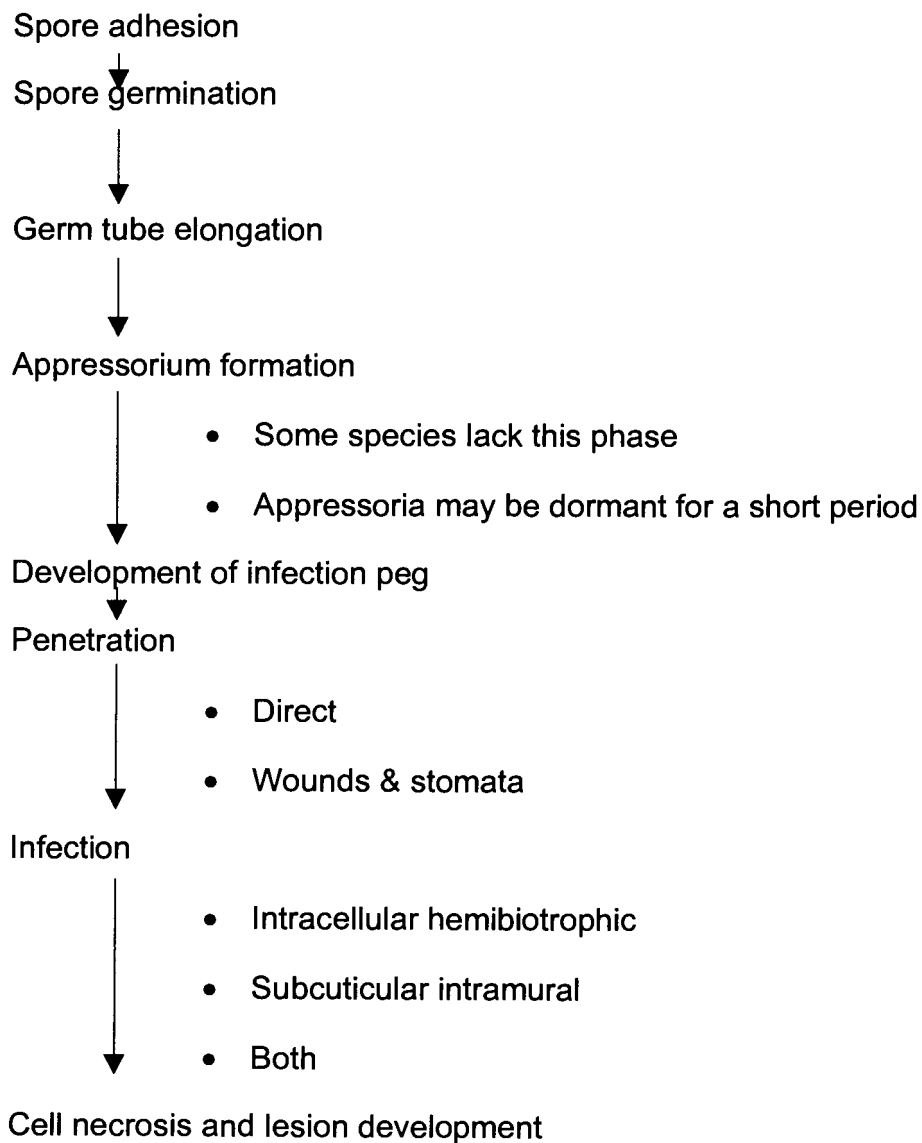 Spore adhesion
Spore germination
Germ tube elongation
Appressorium formation
• Some species lack this phase
• Appressoria may be dormant for a short period
Development of infection peg
Penetration
• Direct
• Wounds & stomata
Infection
• Intracellular hemibiotrophic
• Subcuticular intramural
• Both
Cell necrosis and lesion development